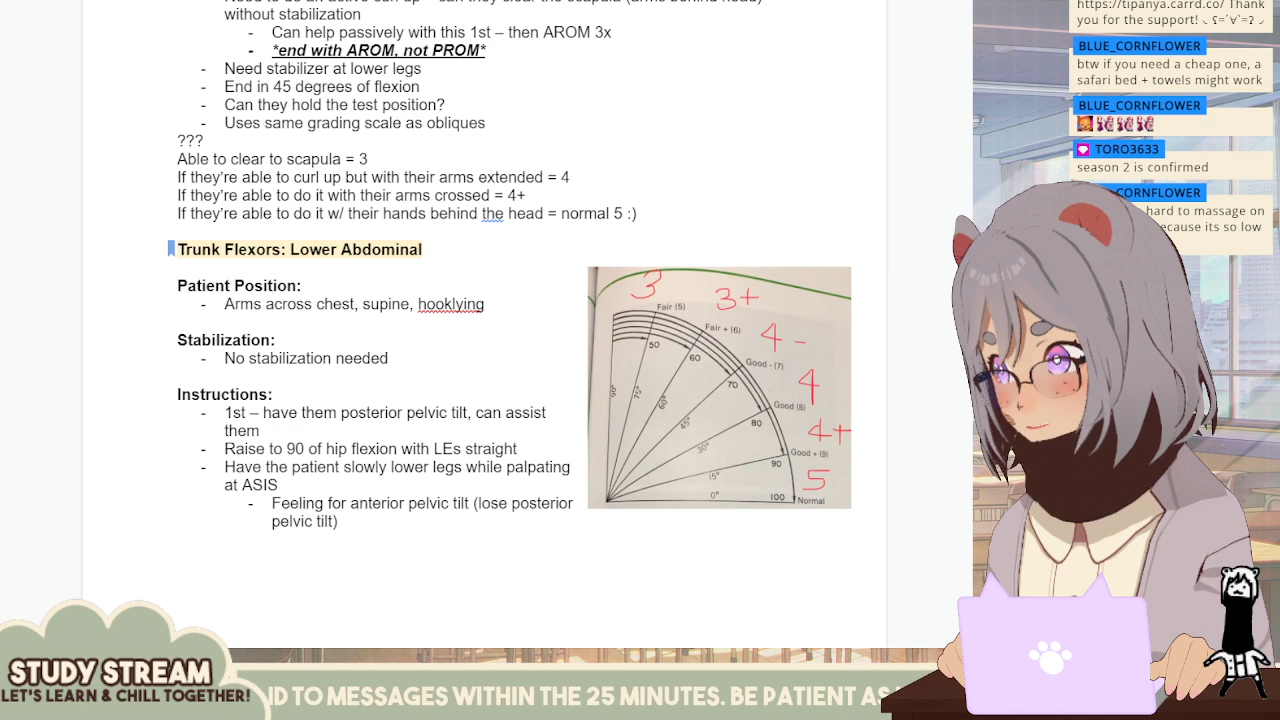 without stabilization
- Can help passively with this 1st – then AROM 3x
- *end with AROM, not PROM*
- Need stabilizer at lower legs
- End in 45 degrees of flexion
- Can they hold the test position?
- Uses same grading scale as obliques
???
Able to clear to scapula = 3
If they're able to curl up but with their arms extended = 4
If they're able to do it with their arms crossed = 4+
If they're able to do it w/ their hands behind the head = normal 5 :)
Trunk Flexors: Lower Abdominal
Patient Position:
- Arms across chest, supine, hooklying
Stabilization:
- No stabilization needed
Instructions:
- 1st – have them posterior pelvic tilt, can assist
them
- Raise to 90 of hip flexion with LEs straight
- Have the patient slowly lower legs while palpating
at ASIS
- Feeling for anterior pelvic tilt (lose posterior
pelvic tilt)
3
3+
4-
4
4+
5
Fair (5)
Fair + (6)
Good - (7)
Good (8)
Good + (9)
Normal
50
60
70
80
90
100
90°
75°
60°
45°
30°
15°
0°
https://tipanya.carrd.co/ Thank
you for the support!
BLUE_CORNFLOWER
btw if you need a cheap one, a
safari bed + towels might work
BLUE_CORNFLOWER
TORO3633
season 2 is confirmed
CORNFLOWER
hard to massage on
ecause its so low
STUDY STREAM
LET'S LEARN & CHILL TOGETHER!
ID TO MESSAGES WITHIN THE 25 MINUTES. BE PATIENT AS